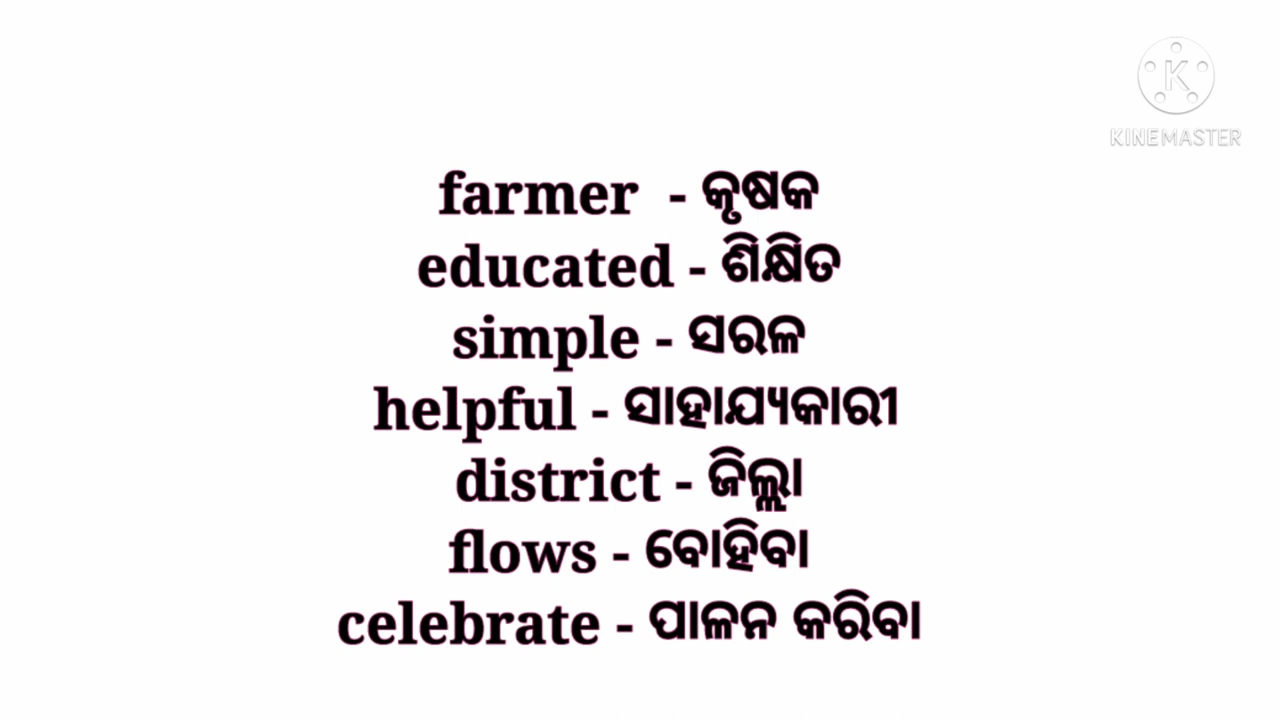 KINEMASTER
farmer - କୃଷକ
educated - ଶିକ୍ଷିତ
simple - ସରଳ
helpful - ସାହାଯ୍ୟକାରୀ
district - ଜିଲ୍ଲା
flows - ବୋହିବା
celebrate - ପାଳନ କରିବା